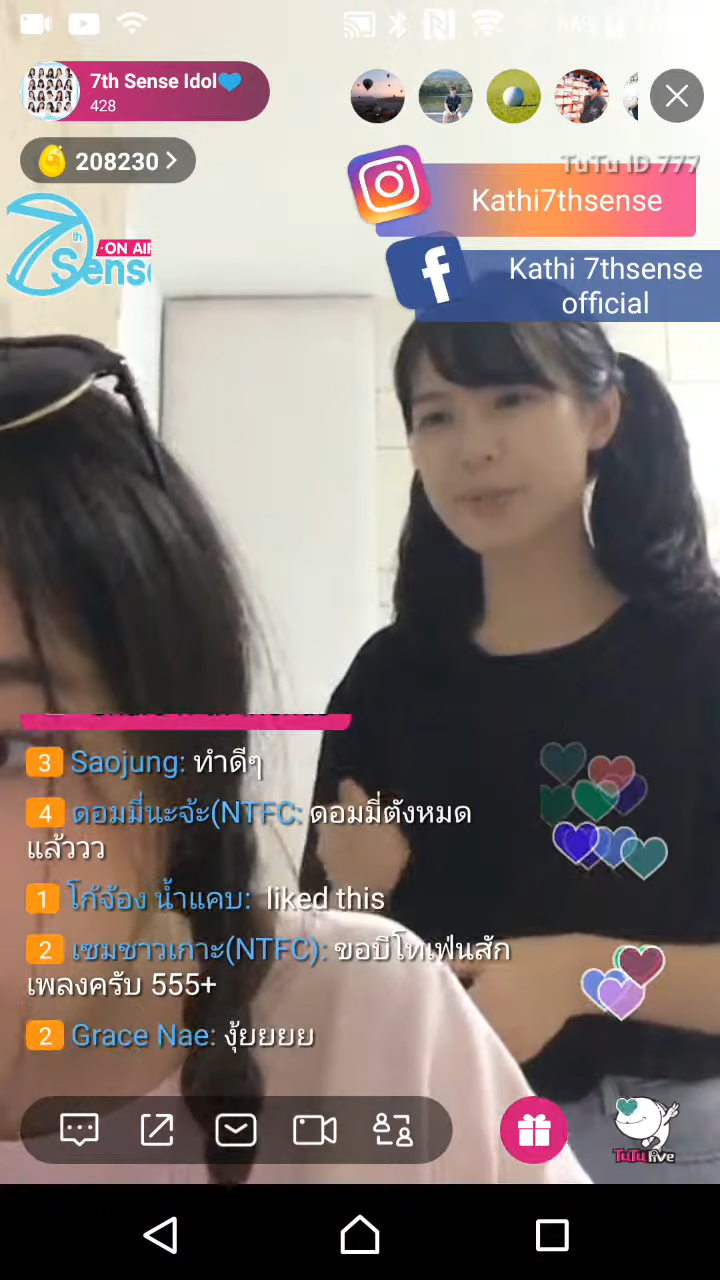 7th Sense Idol💙
428
208230 >
TuTu ID 777
Kathi7thsense
7th
ON AIR
Sense
Kathi 7thsense
official
3 Saojung: ทำดีๆ
4 ดอมมี่นะจ้ะ(NTFC: ดอมมี่ตังหมด
แล้ววว
1 โก้จ้อง น้ำแคบ: liked this
2 เซมชาวเกาะ(NTFC): ขอบีโทเฟ่นสัก
เพลงครับ 555+
2 Grace Nae: งุ้ยยยย
TuTu live